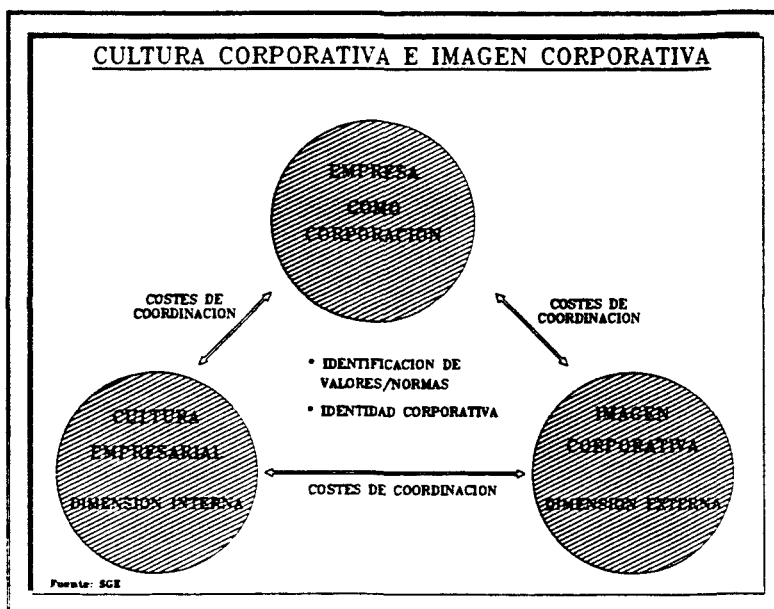 CULTURA CORPORATIVA E IMAGEN CORPORATIVA
EMPRESA
COMO
CORPORACION
COSTES DE
COORDINACION
COSTES DE
COORDINACION
• IDENTIFICACION DE
VALORES/NORMAS
• IDENTIDAD CORPORATIVA
CULTURA
EMPRESARIAL
DIMENSION INTERNA
IMAGEN
CORPORATIVA
DIMENSION EXTERNA
COSTES DE COORDINACION
Fuente: SGE